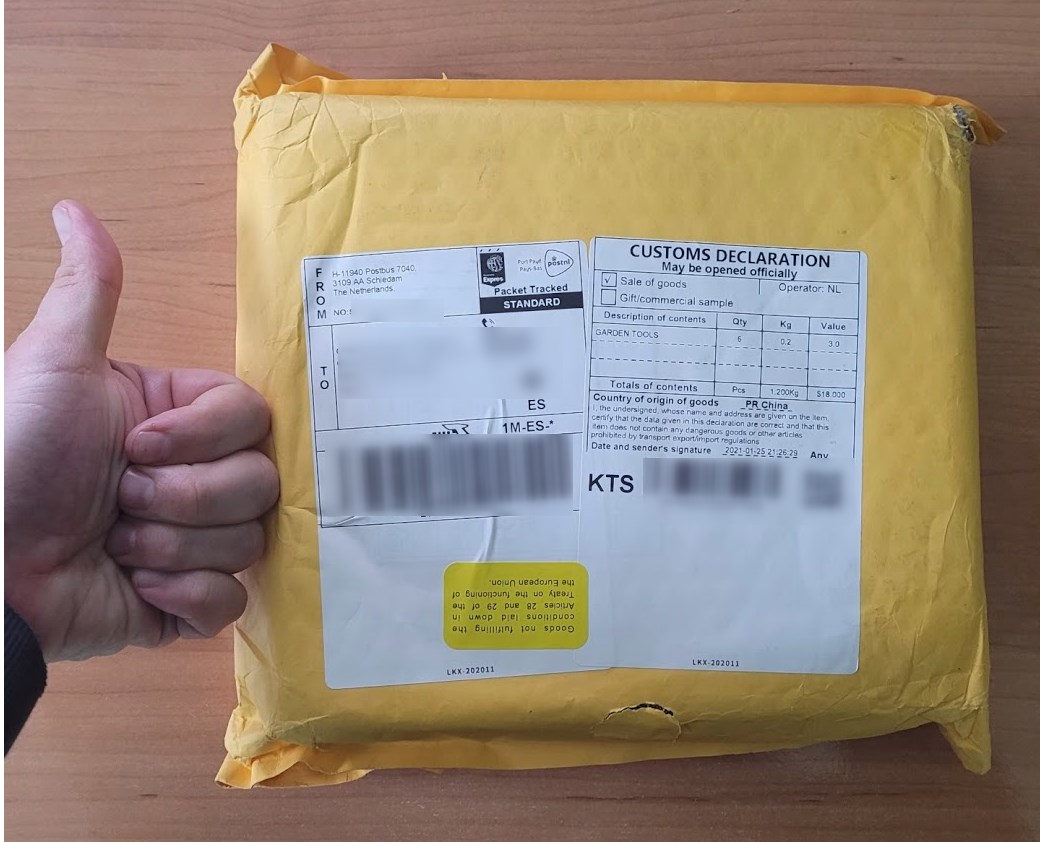 FROM
H-11940 Postbus 7040,
3109 AA Schiedam
The Netherlands.
NO:
Port Payé
Pays-Bas
postnl
Express
Packet Tracked
STANDARD
TO
ES
1M-ES-*
Goods not fulfilling the
conditions laid down in
Articles 28 and 29 of the
Treaty on the functioning of
the European Union.
LKX-202011
CUSTOMS DECLARATION
May be opened officially
√ Sale of goods Operator: NL
Gift/commercial sample
Description of contents Qty Kg Value
GARDEN TOOLS 6 0.2 3.0
Totals of contents Pcs 1.200Kg $18.000
Country of origin of goods PR China
I, the undersigned, whose name and address are given on the item,
certify that the data given in this declaration are correct and that this
item does not contain any dangerous goods or other articles
prohibited by transport export/import regulations
Date and sender's signature 2021-01-25 21:26:29 Any
KTS
LKX-202011